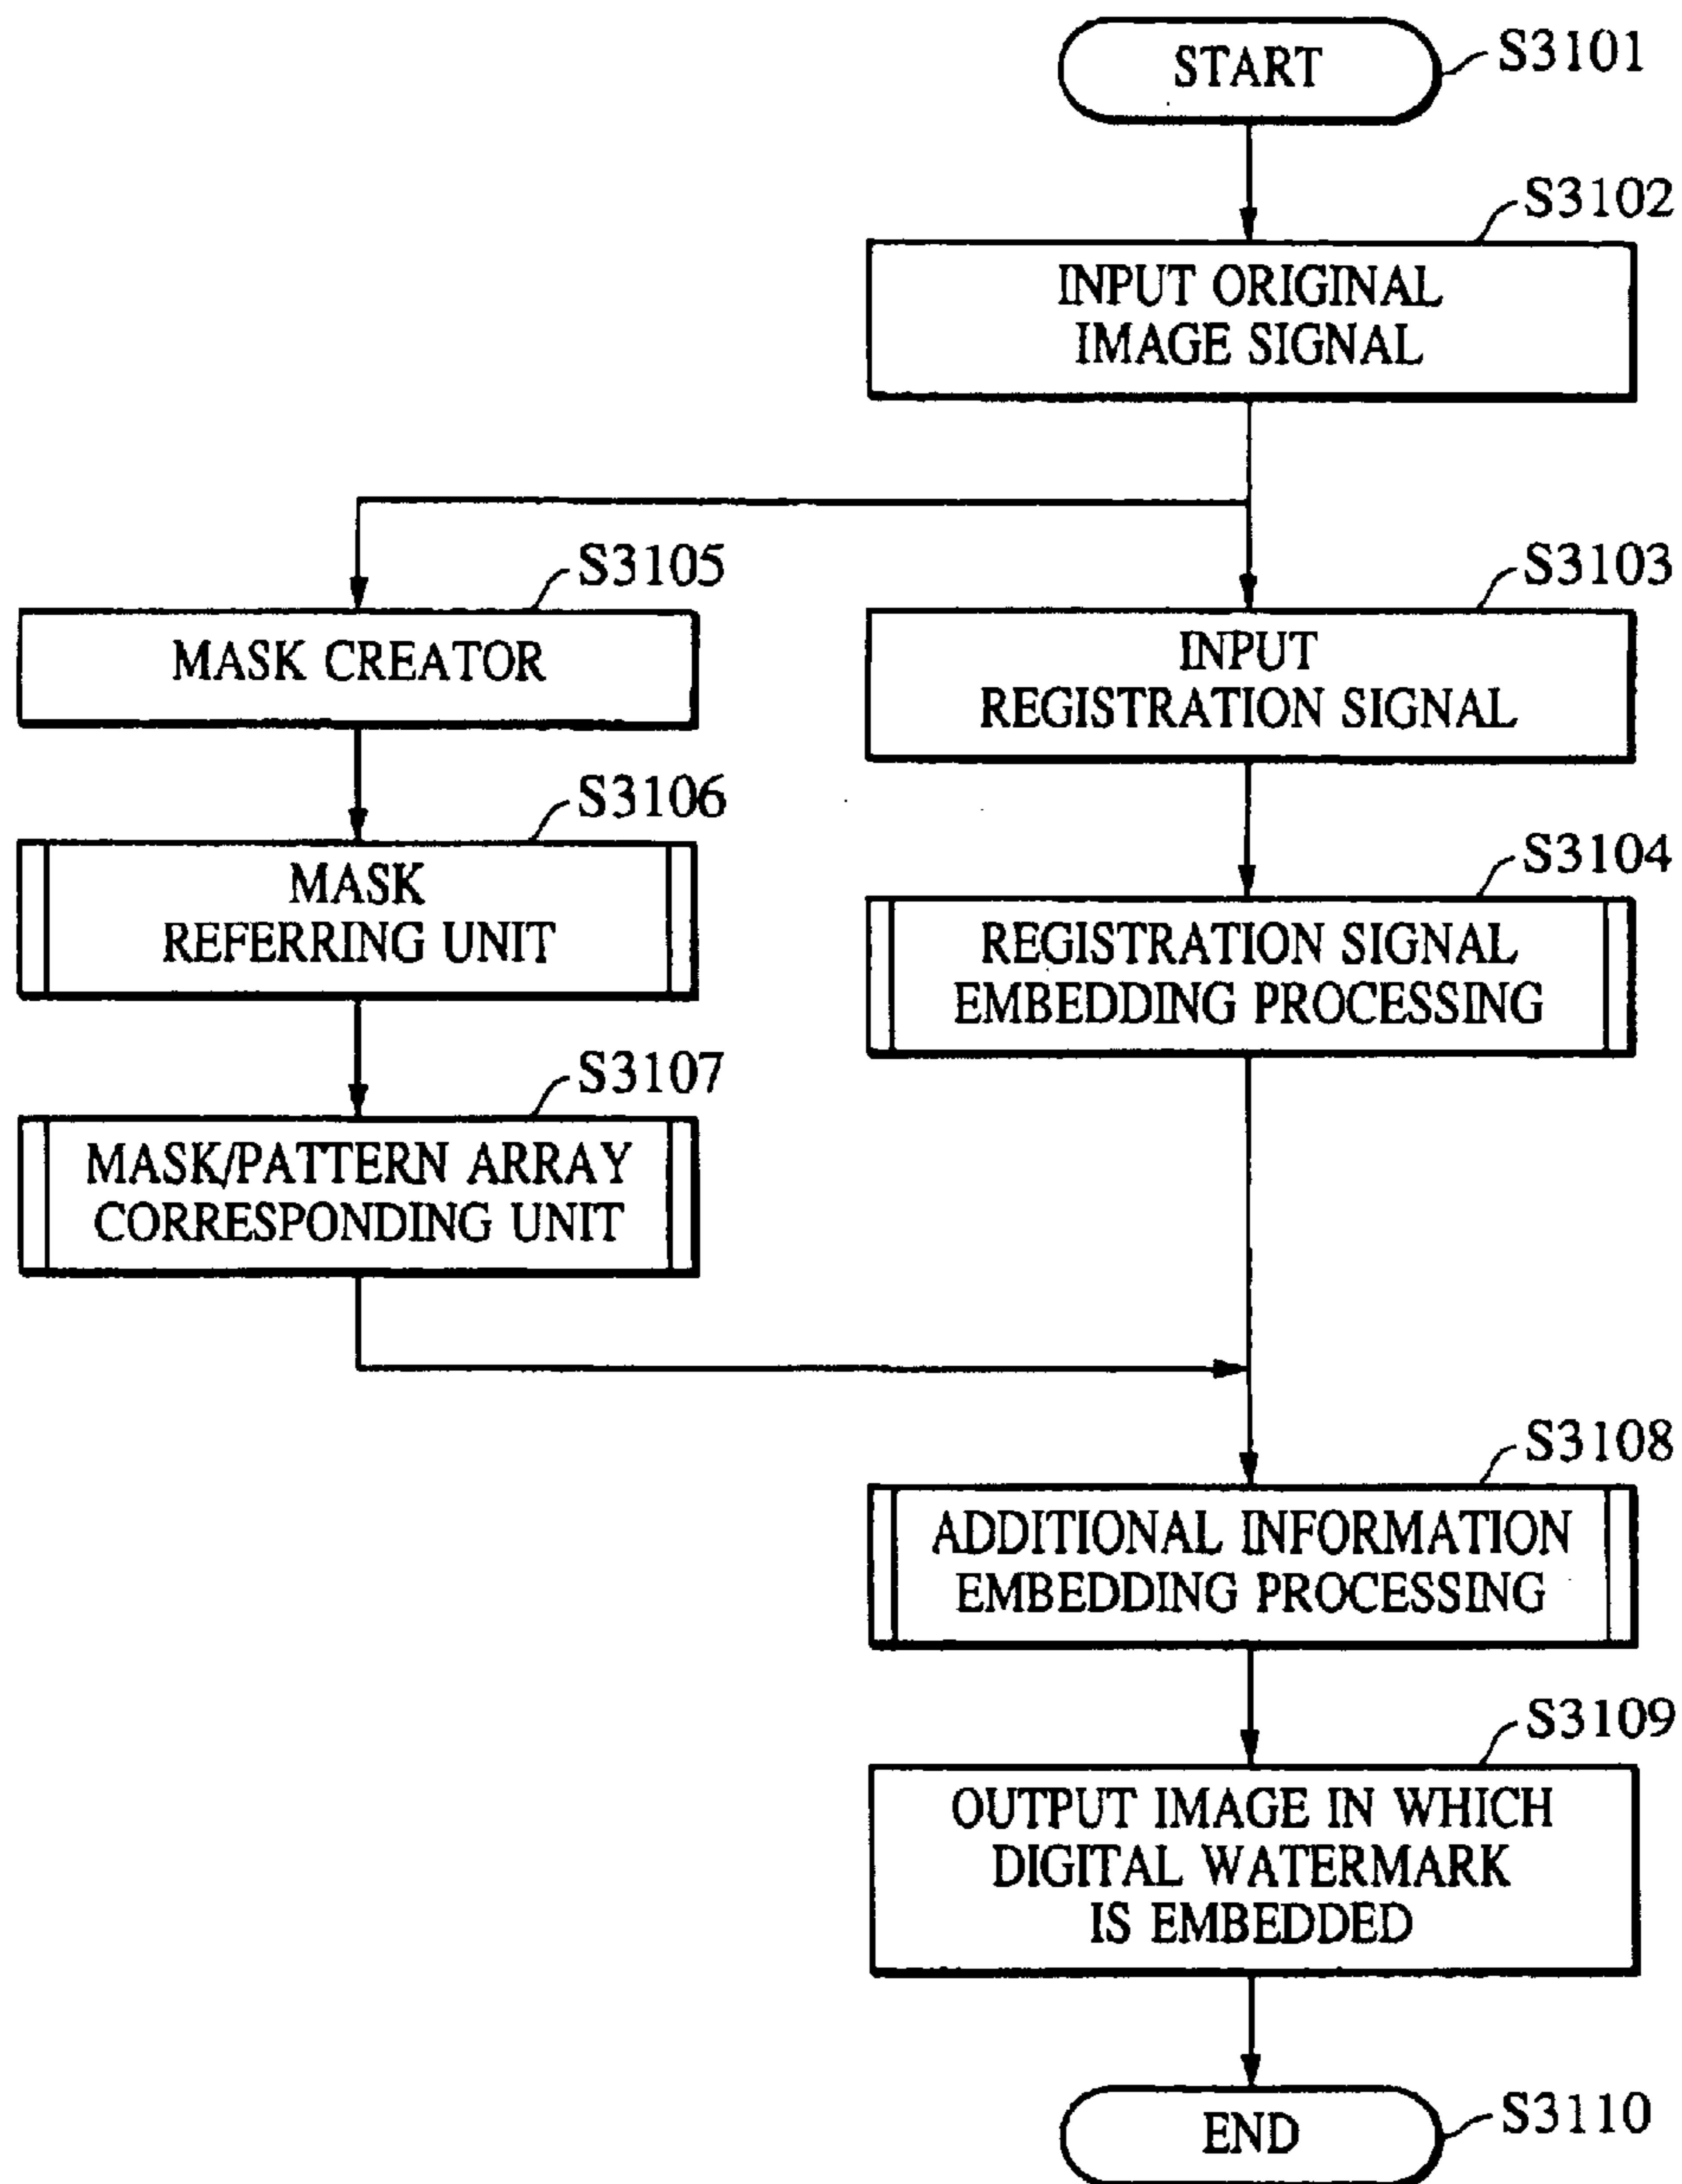 START
S3101
S3102
INPUT ORIGINAL
IMAGE SIGNAL
S3105
MASK CREATOR
S3103
INPUT
REGISTRATION SIGNAL
S3106
MASK
REFERRING UNIT
S3104
REGISTRATION SIGNAL
EMBEDDING PROCESSING
S3107
MASK/PATTERN ARRAY
CORRESPONDING UNIT
S3108
ADDITIONAL INFORMATION
EMBEDDING PROCESSING
S3109
OUTPUT IMAGE IN WHICH
DIGITAL WATERMARK
IS EMBEDDED
END
S3110